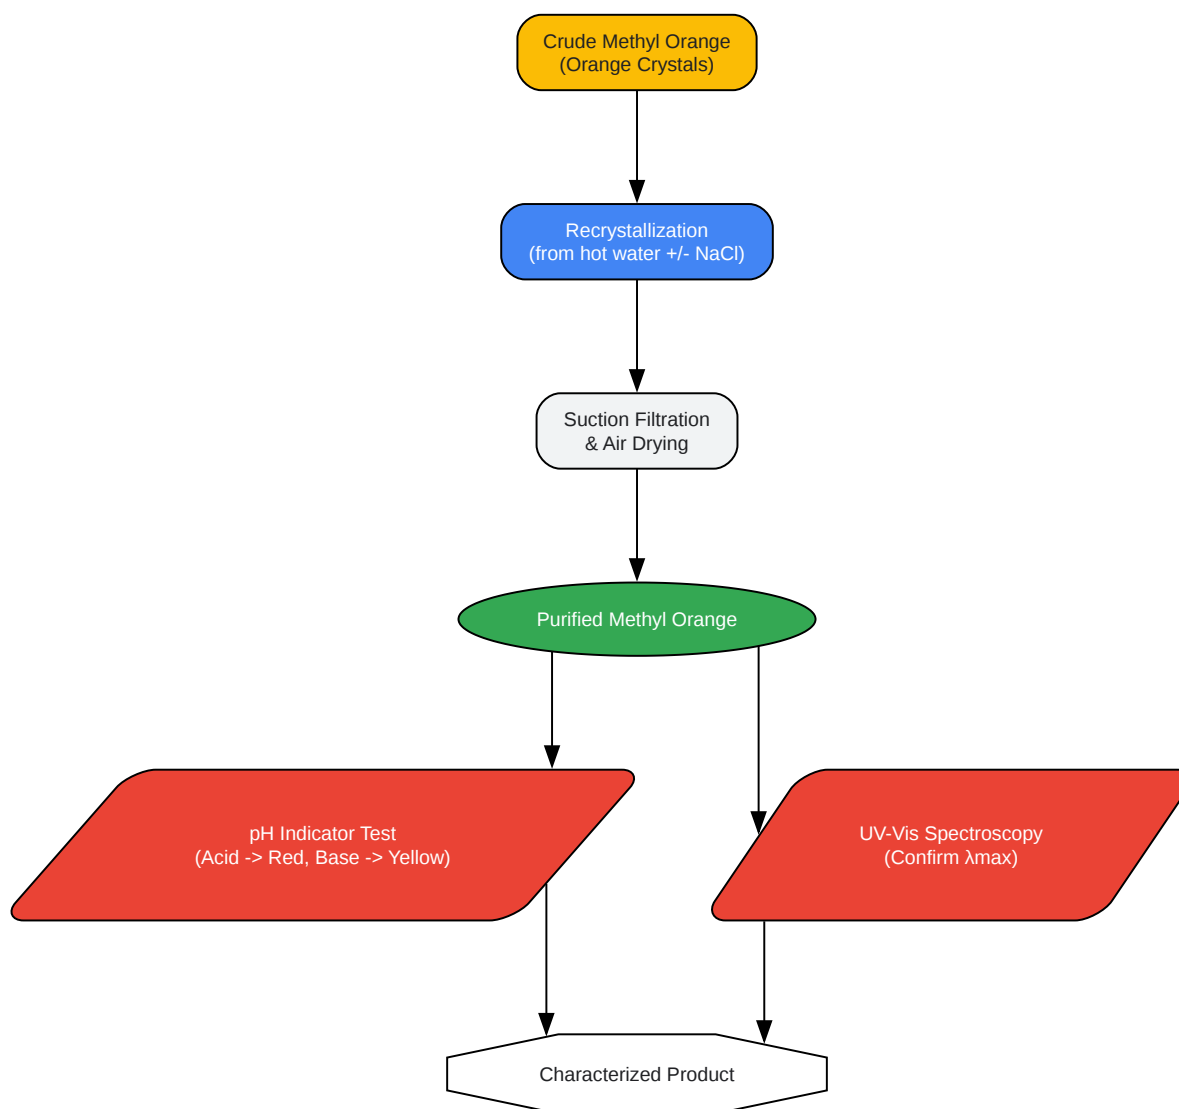 Crude Methyl Orange
(Orange Crystals)
Recrystallization
(from hot water +/- NaCl)
Suction Filtration
& Air Drying
Purified Methyl Orange
pH Indicator Test
(Acid -> Red, Base -> Yellow)
UV-Vis Spectroscopy
(Confirm λmax)
Characterized Product